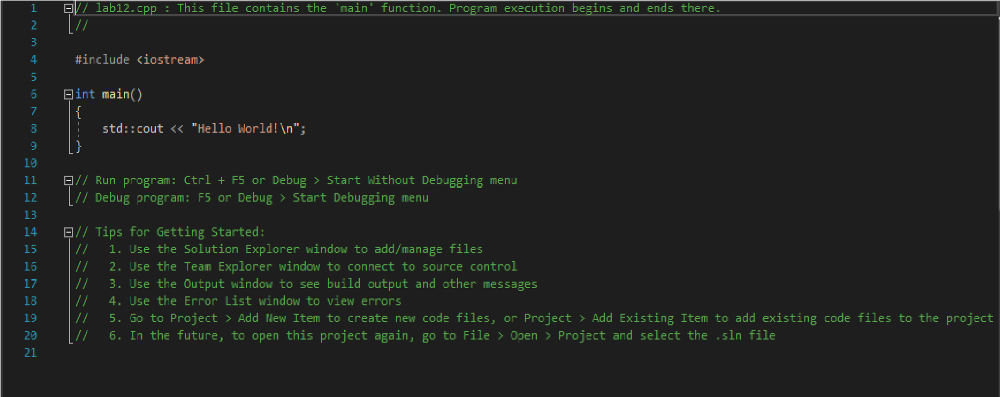 1 // lab12.cpp : This file contains the 'main' function. Program execution begins and ends there.
2 //
3
4 #include <iostream>
5
6 int main()
7 {
8     std::cout << "Hello World!\n";
9 }
10
11 // Run program: Ctrl + F5 or Debug > Start Without Debugging menu
12 // Debug program: F5 or Debug > Start Debugging menu
13
14 // Tips for Getting Started:
15 //   1. Use the Solution Explorer window to add/manage files
16 //   2. Use the Team Explorer window to connect to source control
17 //   3. Use the Output window to see build output and other messages
18 //   4. Use the Error List window to view errors
19 //   5. Go to Project > Add New Item to create new code files, or Project > Add Existing Item to add existing code files to the project
20 //   6. In the future, to open this project again, go to File > Open > Project and select the .sln file
21